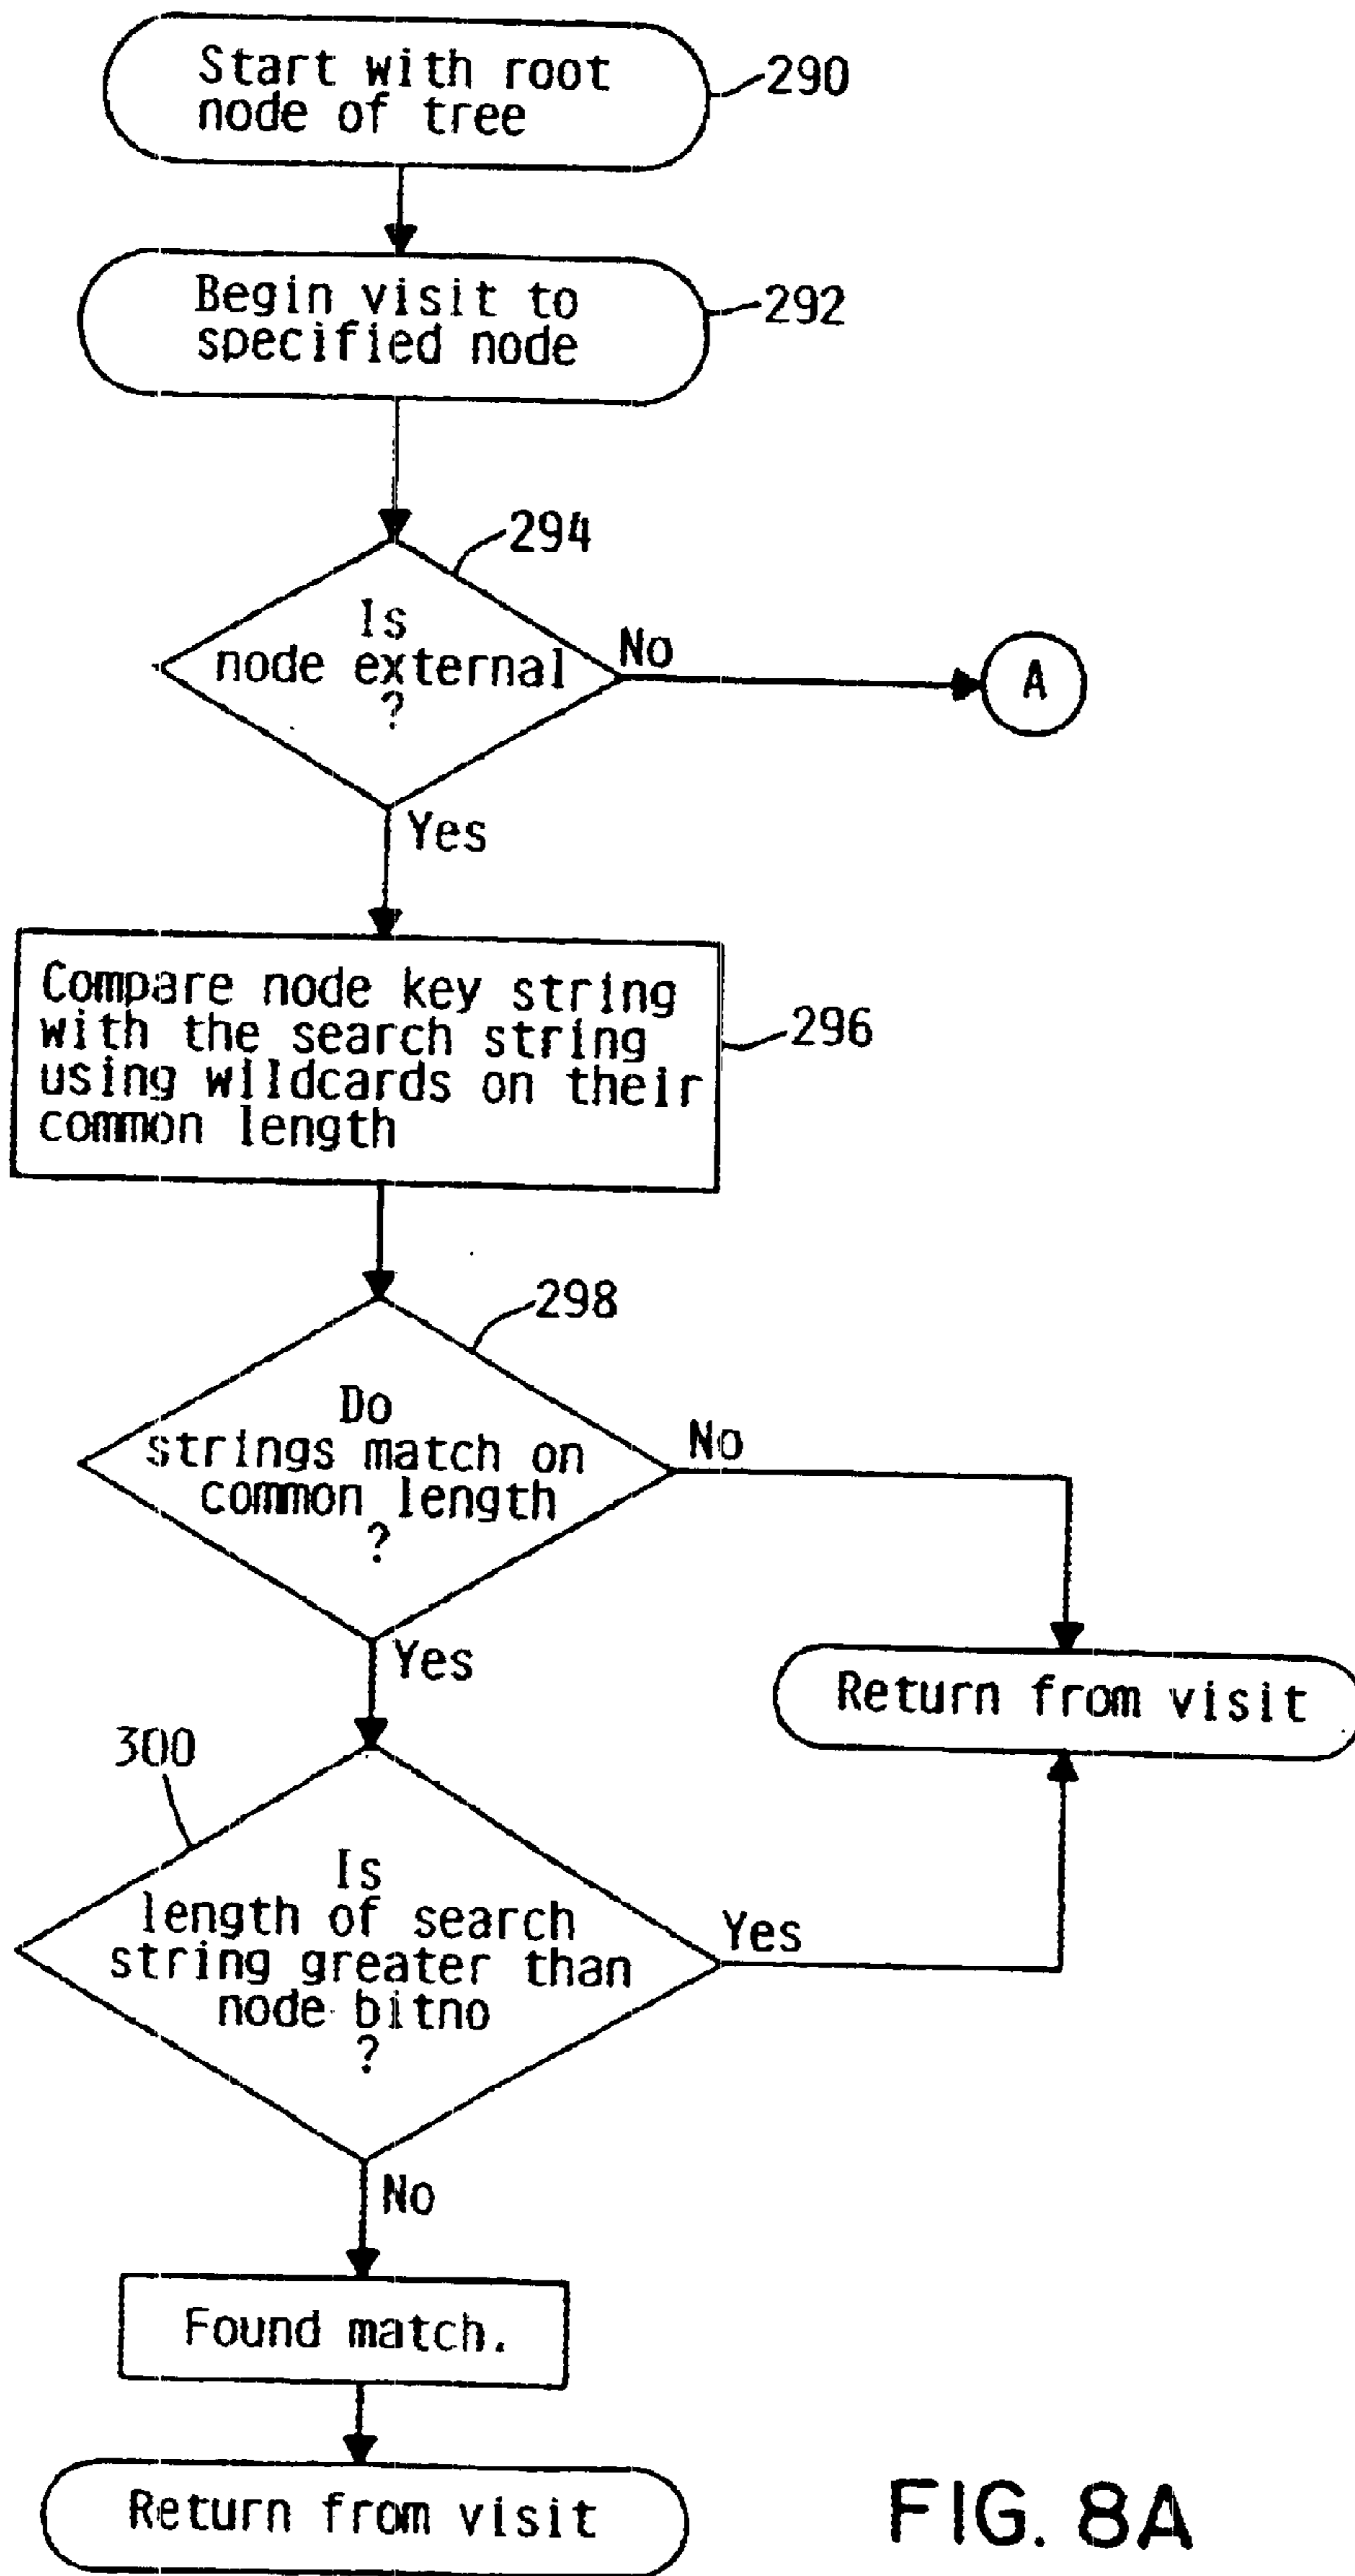 Start with root
node of tree
290
Begin visit to
specified node
292
294
Is
node external
?
No
A
Yes
Compare node key string
with the search string
using wildcards on their
common length
296
298
Do
strings match on
common length
?
No
Yes
Return from visit
300
Is
length of search
string greater than
node bitno
?
Yes
No
Found match.
Return from visit
FIG. 8A